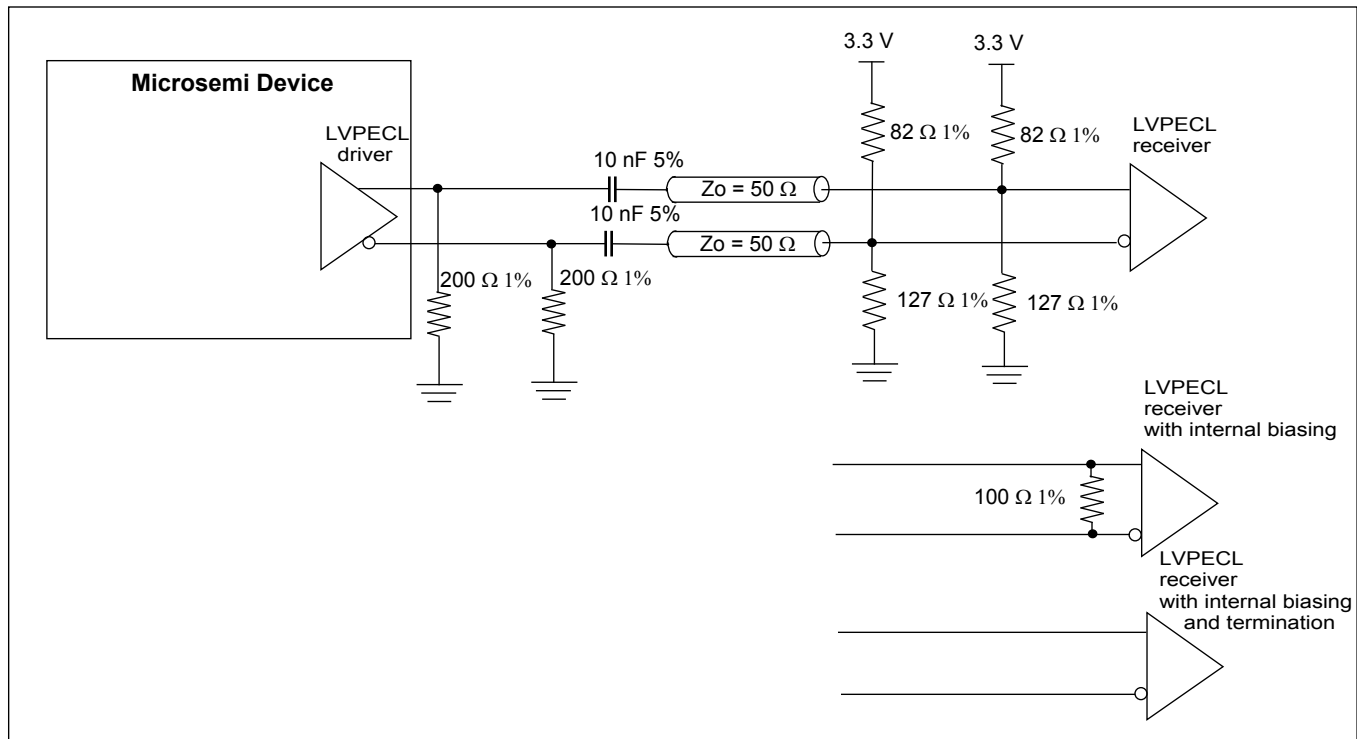 3.3 V
3.3 V
Microsemi Device
LVPECL
driver
82 Ω 1%
82 Ω 1%
LVPECL
receiver
10 nF 5%
Zo = 50 Ω
10 nF 5%
Zo = 50 Ω
200 Ω 1%
200 Ω 1%
127 Ω 1%
127 Ω 1%
LVPECL
receiver
with internal biasing
100 Ω 1%
LVPECL
receiver
with internal biasing
and termination